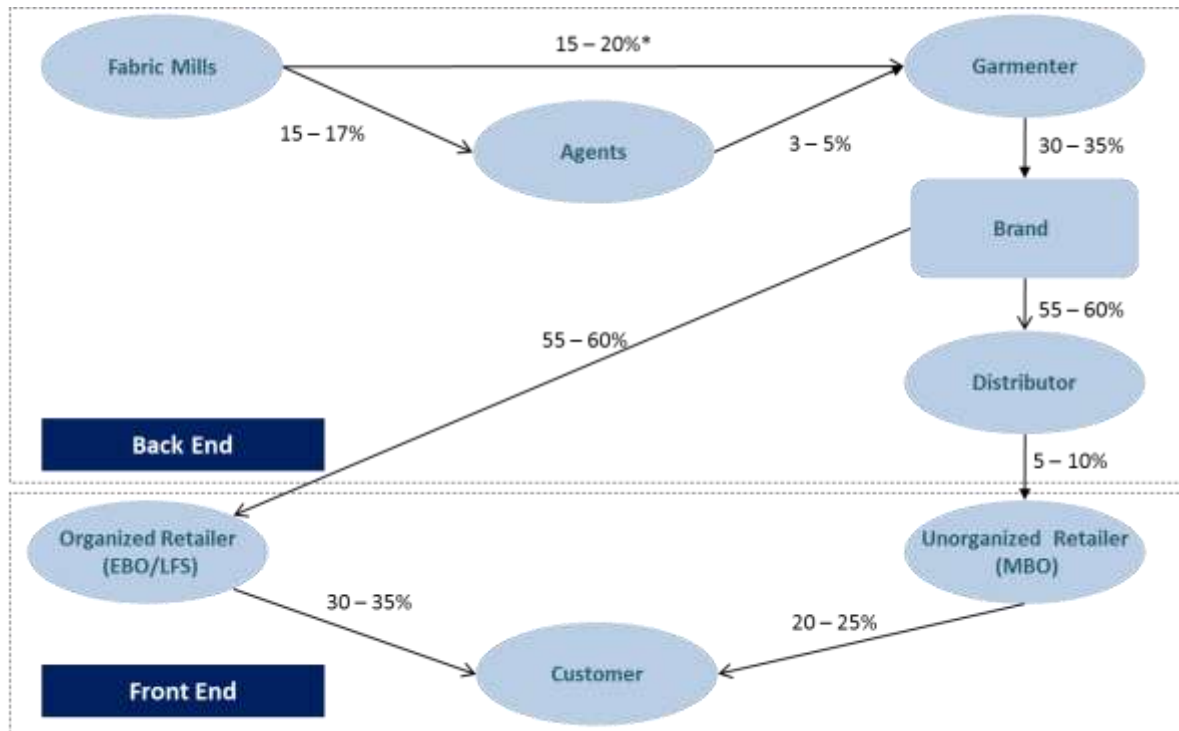 15 – 20%*
Fabric Mills
Garmenter
15 – 17%
Agents
3 – 5%
30 – 35%
Brand
55 – 60%
55 – 60%
Distributor
Back End
5 – 10%
Organized Retailer
(EBO/LFS)
Unorganized Retailer
(MBO)
30 – 35%
20 – 25%
Customer
Front End